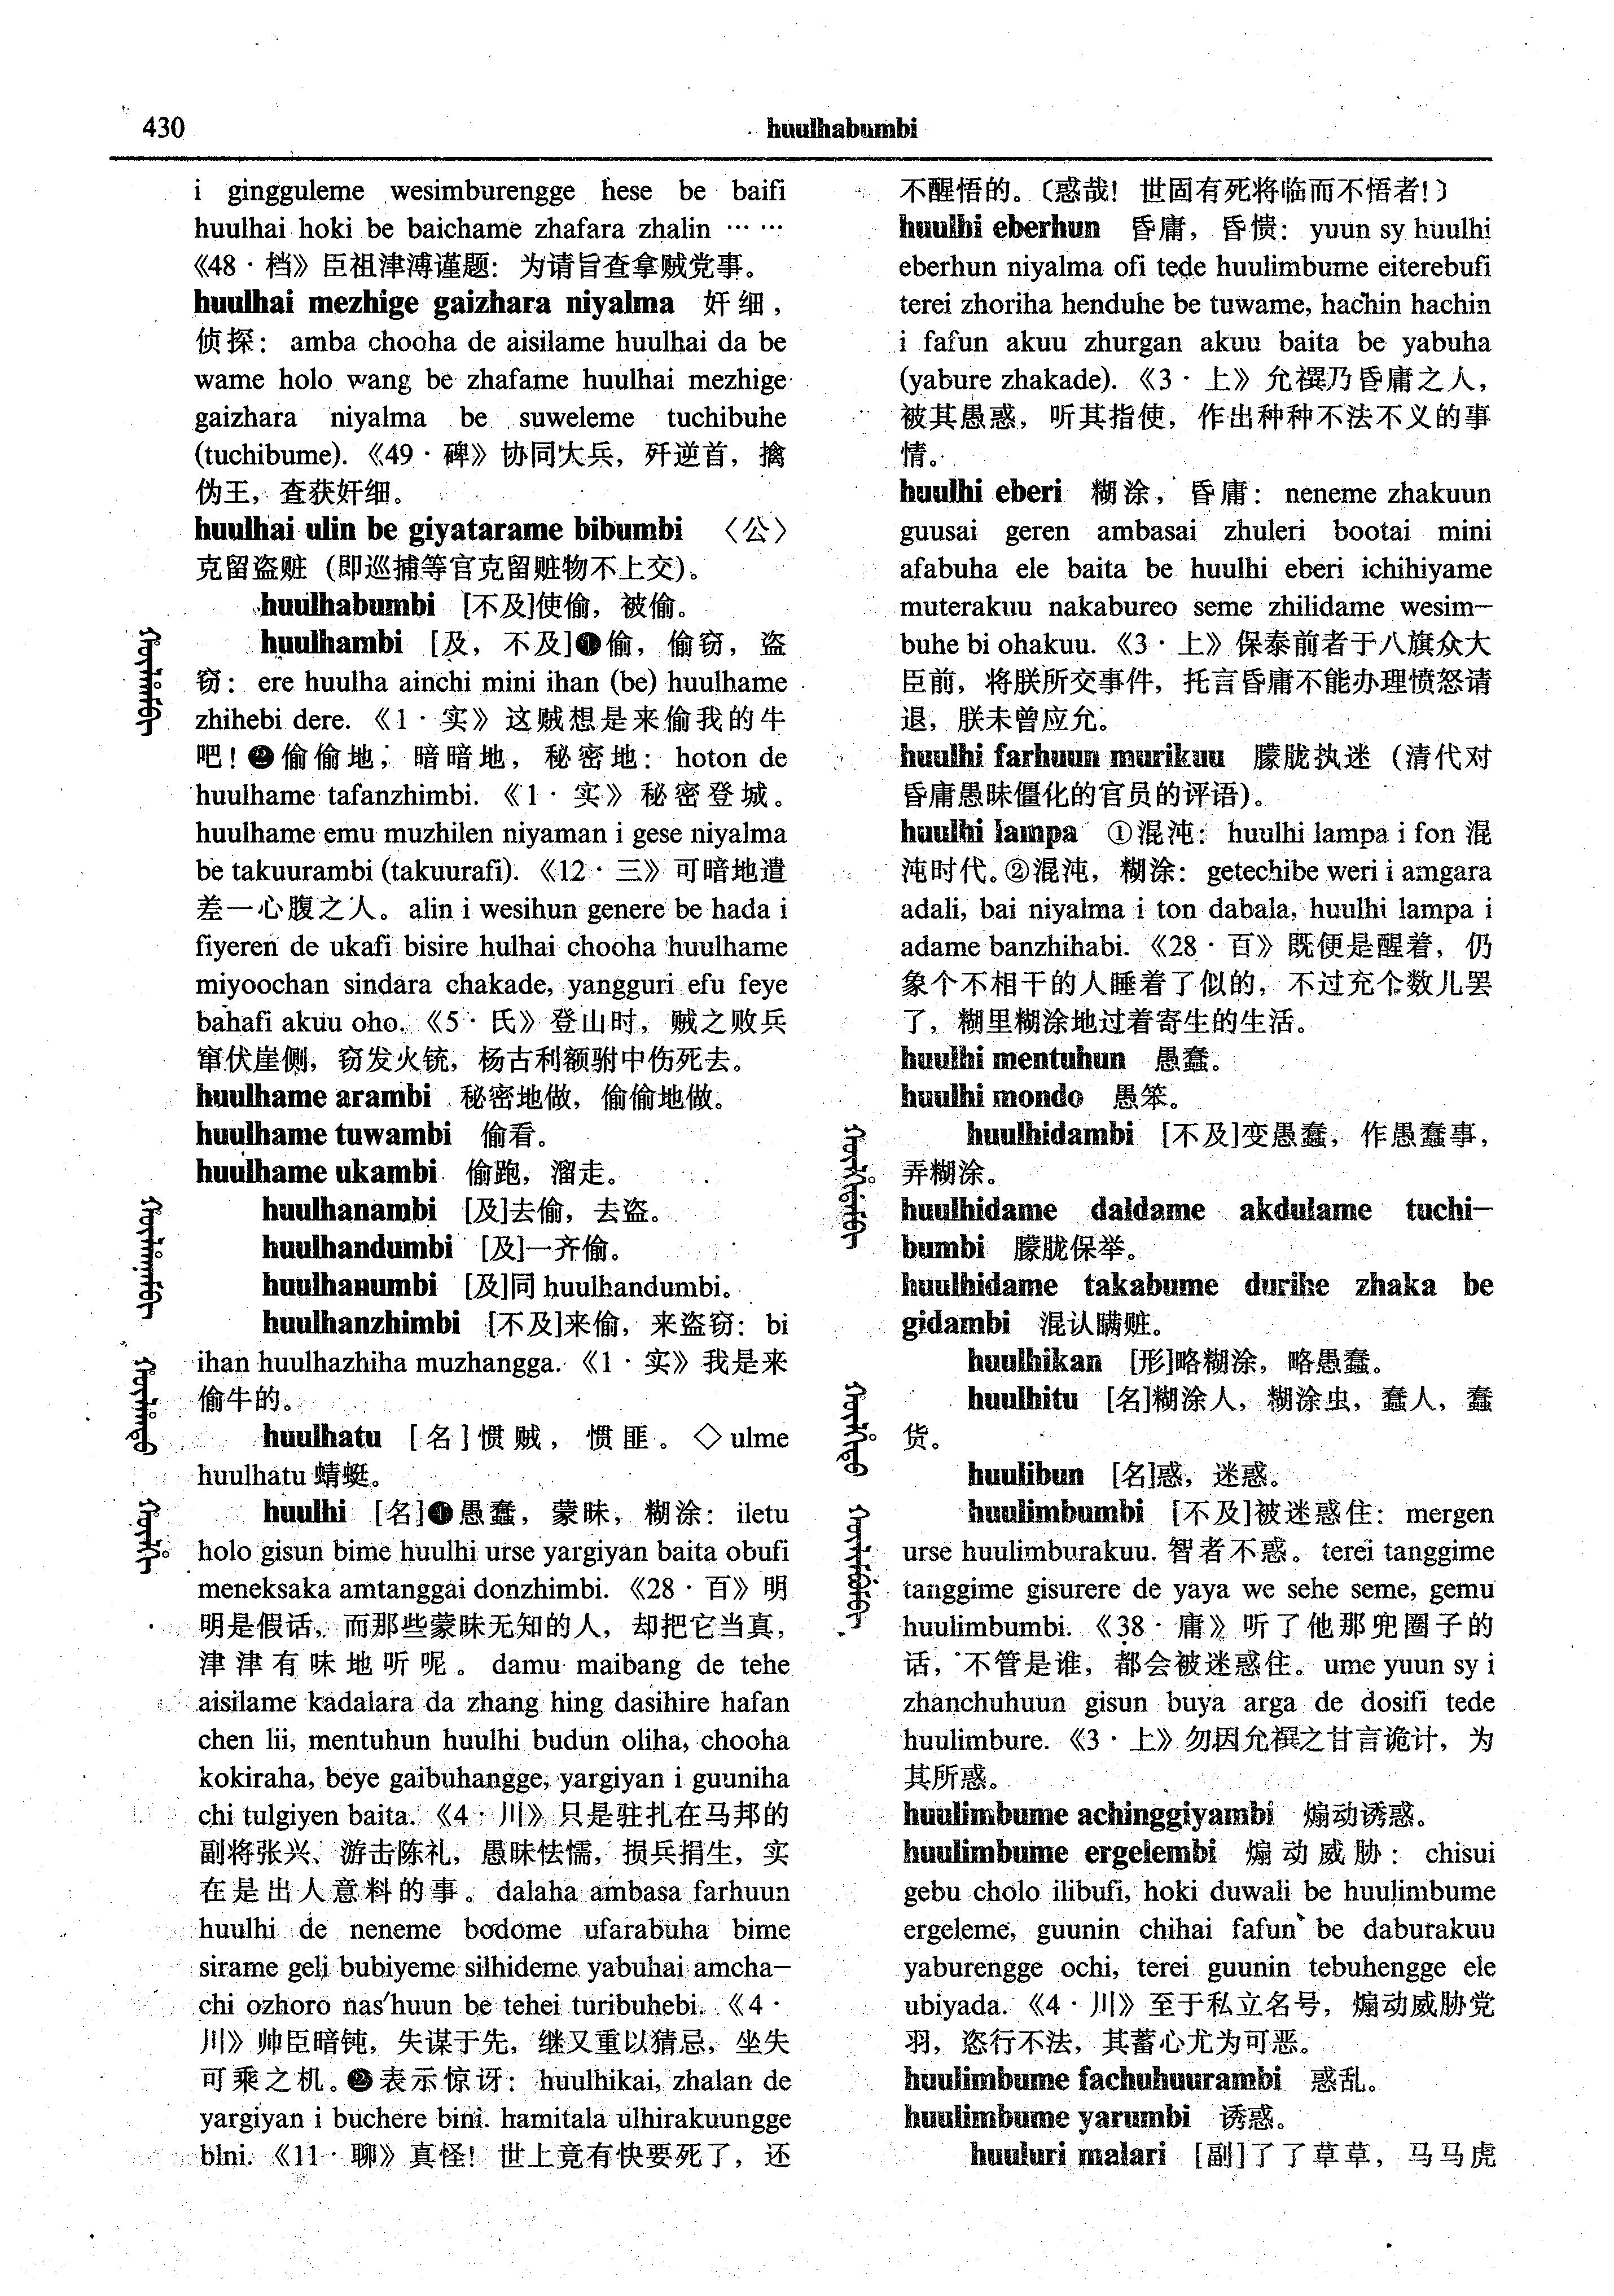 430
huulhabumbi
i gingguleme wesimburengge hese be baifi
huulhai hoki be baichame zhafara zhalin …  …
《48 · 档》臣祖津溥谨题：为请旨查拿贼党事。
huulhai mezhige gaizhara niyalma 奸细，
侦探： amba chooha de aisilame huulhai da be
wame holo wang be zhafame huulhai mezhige
gaizhara niyalma be suweleme tuchibuhe
(tuchibume). 《49 · 碑》协同大兵，歼逆首，擒
伪王，查获奸细。
huulhai ulin be giyatarame bibumbi 〈公〉
克留盗赃（即巡捕等官克留赃物不上交）。
huulhabumbi [不及]使偷，被偷。
huulhambi [及，不及]❶偷，偷窃，盗
窃： ere huulha ainchi mini ihan (be) huulhame
zhihebi dere. 《1 · 实》这贼想是来偷我的牛
吧！❷偷偷地，暗暗地，秘密地： hoton de
huulhame tafanzhimbi. 《1 · 实》秘密登城。
huulhame emu muzhilen niyaman i gese niyalma
be takuurambi (takuurafi). 《12 · 三》可暗地遣
差一心腹之人。 alin i wesihun genere be hada i
fiyeren de ukafi bisire hulhai chooha huulhame
miyoochan sindara chakade, yangguri efu feye
bahafi akuu oho. 《5 · 氏》登山时，贼之败兵
窜伏崖侧，窃发火铳，杨古利额驸中伤死去。
huulhame arambi 秘密地做，偷偷地做。
huulhame tuwambi 偷看。
huulhame ukambi 偷跑，溜走。
huulhanambi [及]去偷，去盗。
huulhandumbi [及]一齐偷。
huulhanumbi [及]同 huulhandumbi。
huulhanzhimbi [不及]来偷，来盗窃： bi
ihan huulhazhiha muzhangga. 《1 · 实》我是来
偷牛的。
huulhatu [名]惯贼，惯匪。◇ ulme
huulhatu 蜻蜓。
huulhi [名]❶愚蠢，蒙昧，糊涂： iletu
holo gisun bime huulhi urse yargiyan baita obufi
meneksaka amtanggai donzhimbi. 《28 · 百》明
明是假话，而那些蒙昧无知的人，却把它当真，
津津有味地听呢。 damu maibang de tehe
aisilame kadalara da zhang hing dasihire hafan
chen lii, mentuhun huulhi budun oliha, chooha
kokiraha, beye gaibuhangge, yargiyan i guuniha
chi tulgiyen baita. 《4 · 川》只是驻扎在马邦的
副将张兴、游击陈礼，愚昧怯懦，损兵捐生，实
在是出人意料的事。 dalaha ambasa farhuun
huulhi de neneme bodome ufarabuha bime
sirame geli bubiyeme silhideme yabuhai amcha—
chi ozhoro nas'huun be tehei turibuhebi. 《4 ·
川》帅臣暗钝，失谋于先，继又重以猜忌，坐失
可乘之机。❷表示惊讶： huulhikai, zhalan de
yargiyan i buchere bini. hamitala ulhirakuungge
bini. 《11 · 聊》真怪！世上竟有快要死了，还
不醒悟的。〔惑哉！世固有死将临而不悟者！〕
huulhi eberhun 昏庸，昏愦： yuun sy huulhi
eberhun niyalma ofi tede huulimbume eiterebufi
terei zhoriha henduhe be tuwame, hachin hachin
i fafun akuu zhurgan akuu baita be yabuha
(yabure zhakade). 《3 · 上》允禩乃昏庸之人，
被其愚惑，听其指使，作出种种不法不义的事
情。
huulhi eberi 糊涂，昏庸： neneme zhakuun
guusai geren ambasai zhuleri bootai mini
afabuha ele baita be huulhi eberi ichihiyame
muterakuu nakabureo seme zhilidame wesim—
buhe bi ohakuu. 《3 · 上》保泰前者于八旗众大
臣前，将朕所交事件，托言昏庸不能办理愤怒请
退，朕未曾应允。
huulhi farhuun murikuu 朦胧执迷（清代对
昏庸愚昧僵化的官员的评语）。
huulhi lampa ①混沌： huulhi lampa i fon 混
沌时代。②混沌，糊涂： getechibe weri i amgara
adali, bai niyalma i ton dabala, huulhi lampa i
adame banzhihabi. 《28 · 百》既便是醒着，仍
象个不相干的人睡着了似的，不过充个数儿罢
了，糊里糊涂地过着寄生的生活。
huulhi mentuhun 愚蠢。
huulhi mondo 愚笨。
huulhidambi [不及]变愚蠢，作愚蠢事，
弄糊涂。
huulhidame daldame akdulame tuchi—
bumbi 朦胧保举。
huulhidame takabume durihe zhaka be
gidambi 混认瞒赃。
huulhikan [形]略糊涂，略愚蠢。
huulhitu [名]糊涂人，糊涂虫，蠢人，蠢
货。
huulibun [名]惑，迷惑。
huulimbumbi [不及]被迷惑住： mergen
urse huulimburakuu. 智者不惑。 terei tanggime
tanggime gisurere de yaya we sehe seme, gemu
huulimbumbi. 《38 · 庸》听了他那兜圈子的
话，不管是谁，都会被迷惑住。 ume yuun sy i
zhanchuhuun gisun buya arga de dosifi tede
huulimbure. 《3 · 上》勿因允禩之甘言诡计，为
其所惑。
huulimbume achinggiyambi 煽动诱惑。
huulimbume ergelembi 煽动威胁： chisui
gebu cholo ilibufi, hoki duwali be huulimbume
ergeleme, guunin chihai fafun be daburakuu
yaburengge ochi, terei guunin tebuhengge ele
ubiyada. 《4 · 川》至于私立名号，煽动威胁党
羽，恣行不法，其蓄心尤为可恶。
huulimbume fachuhuurambi 惑乱。
huulimbume yarumbi 诱惑。
huuluri malari [副]了了草草，马马虎